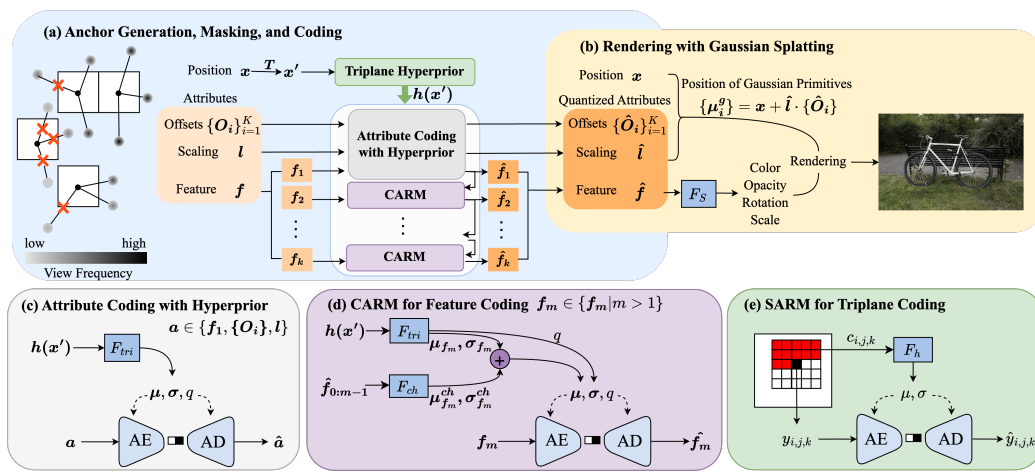 (a) Anchor Generation, Masking, and Coding
Position x T→ x′
Triplane Hyperprior
h(x′)
Attributes
Offsets {O_i}_{i=1}^K
Scaling l
Feature f
Attribute Coding
with Hyperprior
f_1
f_2
⋮
f_k
CARM
⋮
CARM
f̂_1
f̂_2
⋮
f̂_k
low high
View Frequency
(b) Rendering with Gaussian Splatting
Position x
Quantized Attributes
Offsets {Ô_i}_{i=1}^K
Scaling l̂
Feature f̂
Position of Gaussian Primitives
{μ_i^g} = x + l̂ · {Ô_i}
F_S
Color
Opacity
Rotation
Scale
Rendering
(c) Attribute Coding with Hyperprior
a ∈ {f_1, {O_i}, l}
h(x′)
F_tri
μ, σ, q
a
AE
AD
â
(d) CARM for Feature Coding f_m ∈ {f_m|m > 1}
h(x′)
F_tri
μ_{f_m}, σ_{f_m}
q
+
f̂_{0:m−1}
F_ch
μ_{f_m}^{ch}, σ_{f_m}^{ch}
μ, σ, q
f_m
AE
AD
f̂_m
(e) SARM for Triplane Coding
c_{i,j,k}
F_h
μ, σ
y_{i,j,k}
AE
AD
ŷ_{i,j,k}